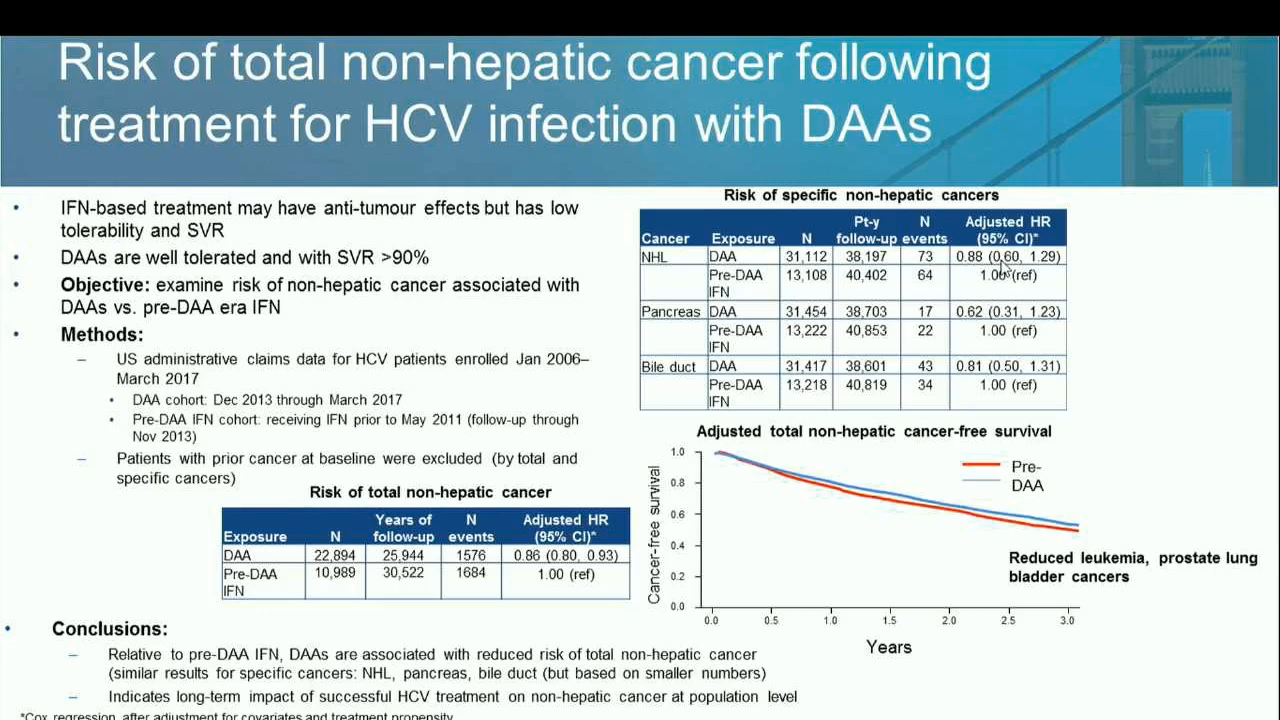 Risk of total non-hepatic cancer following
treatment for HCV infection with DAAs
• IFN-based treatment may have anti-tumour effects but has low
tolerability and SVR
• DAAs are well tolerated and with SVR >90%
• Objective: examine risk of non-hepatic cancer associated with
DAAs vs. pre-DAA era IFN
• Methods:
– US administrative claims data for HCV patients enrolled Jan 2006–
March 2017
• DAA cohort: Dec 2013 through March 2017
• Pre-DAA IFN cohort: receiving IFN prior to May 2011 (follow-up through
Nov 2013)
– Patients with prior cancer at baseline were excluded (by total and
specific cancers)
Risk of total non-hepatic cancer
Exposure N Years of follow-up N events Adjusted HR (95% CI)*
DAA 22,894 25,944 1576 0.86 (0.80, 0.93)
Pre-DAA IFN 10,989 30,522 1684 1.00 (ref)
Risk of specific non-hepatic cancers
Cancer Exposure N Pt-y follow-up N events Adjusted HR (95% CI)*
NHL DAA 31,112 38,197 73 0.88 (0.60, 1.29)
Pre-DAA IFN 13,108 40,402 64 1.00 (ref)
Pancreas DAA 31,454 38,703 17 0.62 (0.31, 1.23)
Pre-DAA IFN 13,222 40,853 22 1.00 (ref)
Bile duct DAA 31,417 38,601 43 0.81 (0.50, 1.31)
Pre-DAA IFN 13,218 40,819 34 1.00 (ref)
Adjusted total non-hepatic cancer-free survival
Cancer-free survival
1.0
0.8
0.6
0.4
0.2
0.0
Pre-
DAA
Reduced leukemia, prostate lung
bladder cancers
0.0 0.5 1.0 1.5 2.0 2.5 3.0
Years
• Conclusions:
– Relative to pre-DAA IFN, DAAs are associated with reduced risk of total non-hepatic cancer
(similar results for specific cancers: NHL, pancreas, bile duct (but based on smaller numbers)
– Indicates long-term impact of successful HCV treatment on non-hepatic cancer at population level
*Cox regression, after adjustment for covariates and treatment propensity